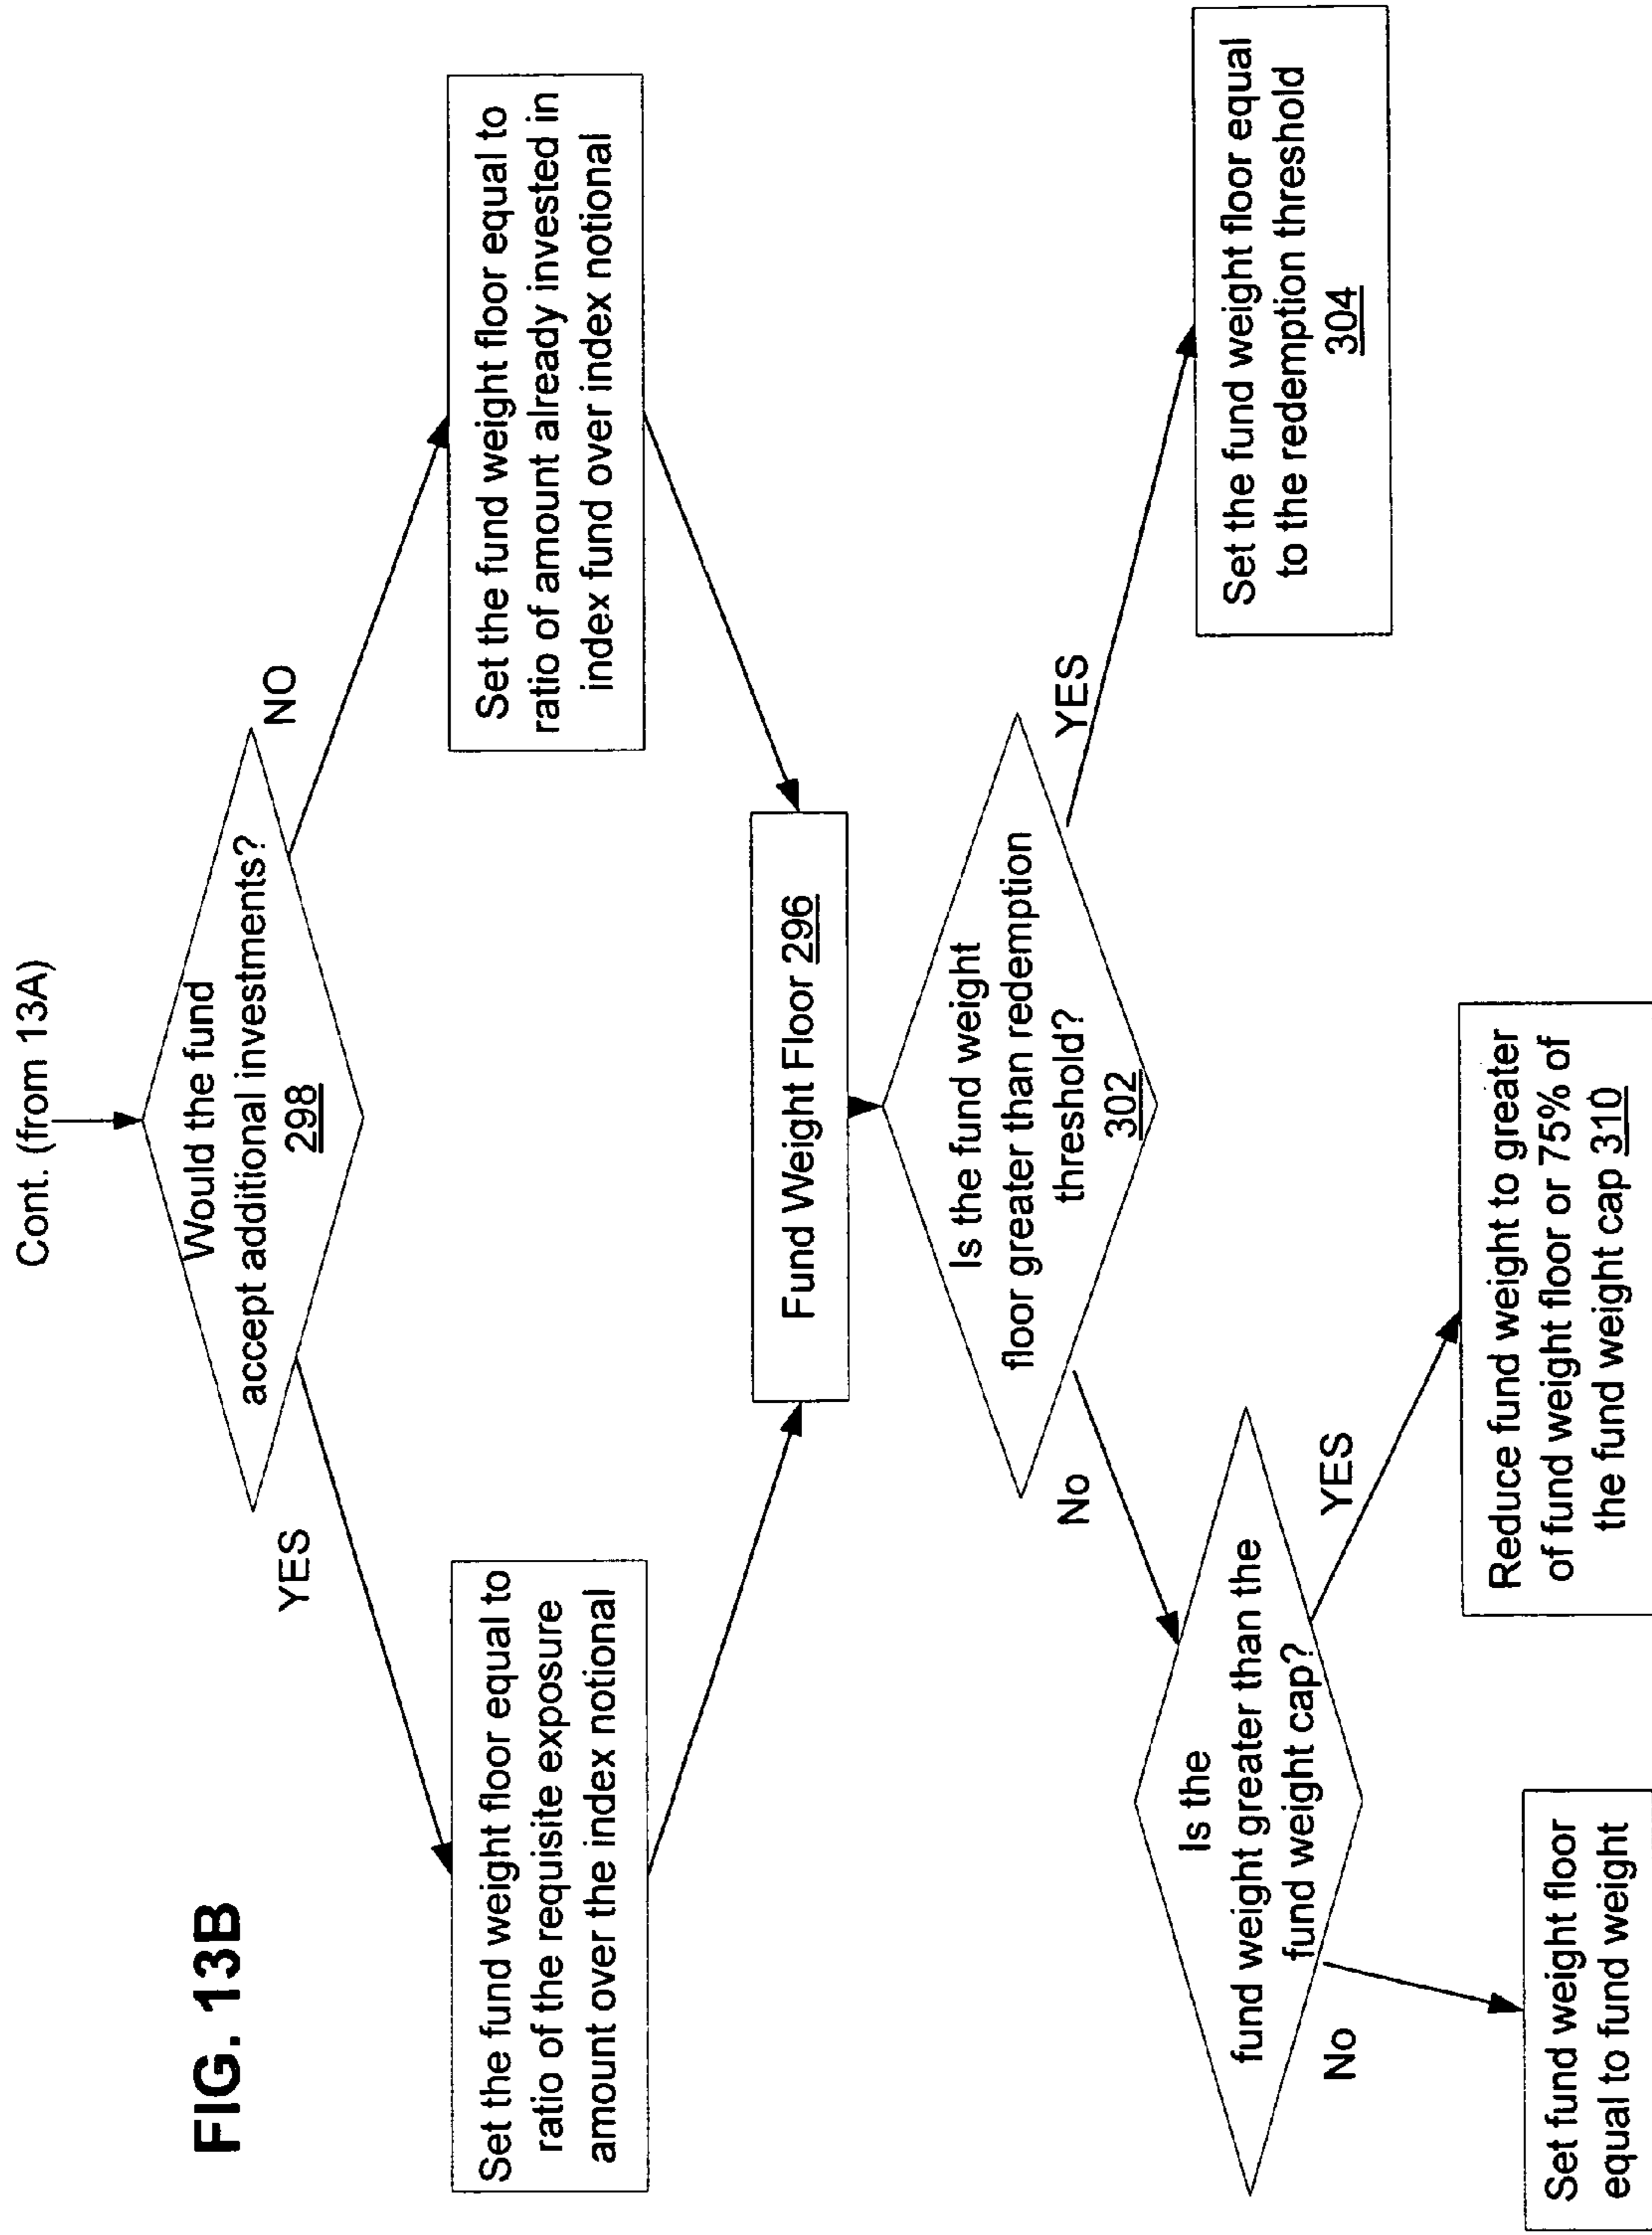 FIG. 13B
Cont. (from 13A)
Would the fund
accept additional investments?
298
YES
NO
Set the fund weight floor equal to
ratio of the requisite exposure
amount over the index notional
Set the fund weight floor equal to
ratio of amount already invested in
index fund over index notional
Fund Weight Floor 296
Is the fund weight
floor greater than redemption
threshold?
302
No
YES
Is the
fund weight greater than the
fund weight cap?
Set the fund weight floor equal
to the redemption threshold
304
No
YES
Set fund weight floor
equal to fund weight
Reduce fund weight to greater
of fund weight floor or 75% of
the fund weight cap 310